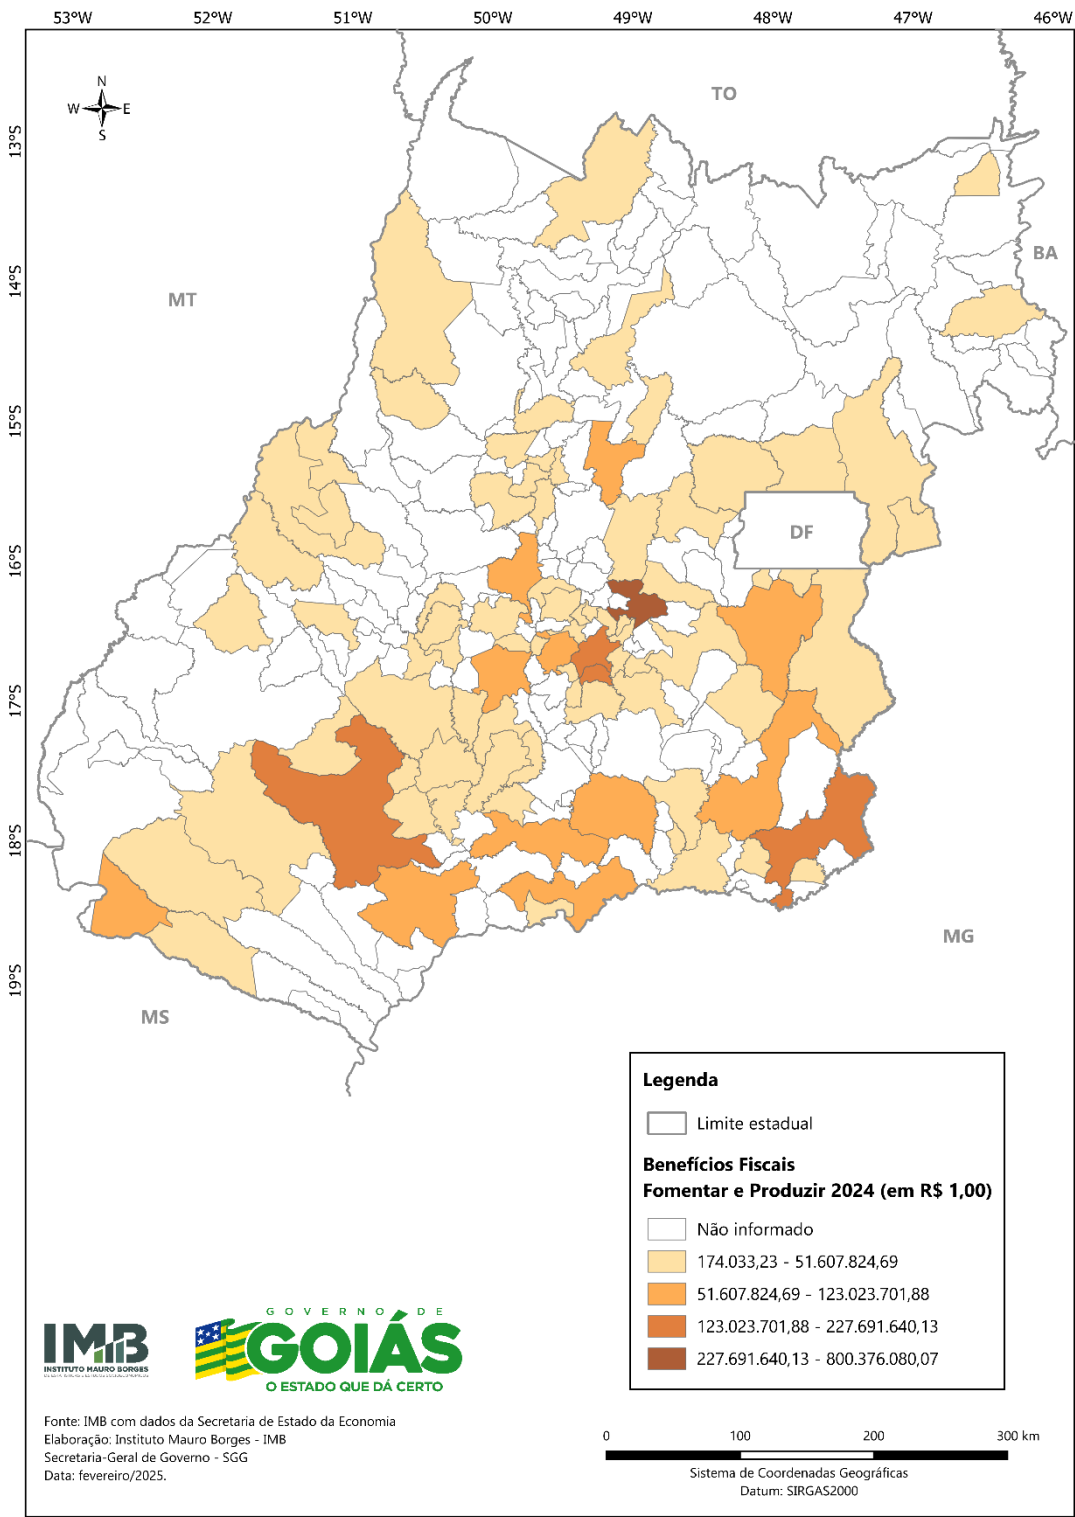 53°W 52°W 51°W 50°W 49°W 48°W 47°W 46°W
N
W E
S
TO
13°S
BA
14°S
MT
15°S
DF
16°S
17°S
18°S
MG
19°S
MS
Legenda
Limite estadual
Benefícios Fiscais
Fomentar e Produzir 2024 (em R$ 1,00)
Não informado
174.033,23 - 51.607.824,69
51.607.824,69 - 123.023.701,88
123.023.701,88 - 227.691.640,13
227.691.640,13 - 800.376.080,07
IMB
INSTITUTO MAURO BORGES
GOVERNO DE
GOIÁS
O ESTADO QUE DÁ CERTO
Fonte: IMB com dados da Secretaria de Estado da Economia
Elaboração: Instituto Mauro Borges - IMB
Secretaria-Geral de Governo - SGG
Data: fevereiro/2025.
0 100 200 300 km
Sistema de Coordenadas Geográficas
Datum: SIRGAS2000